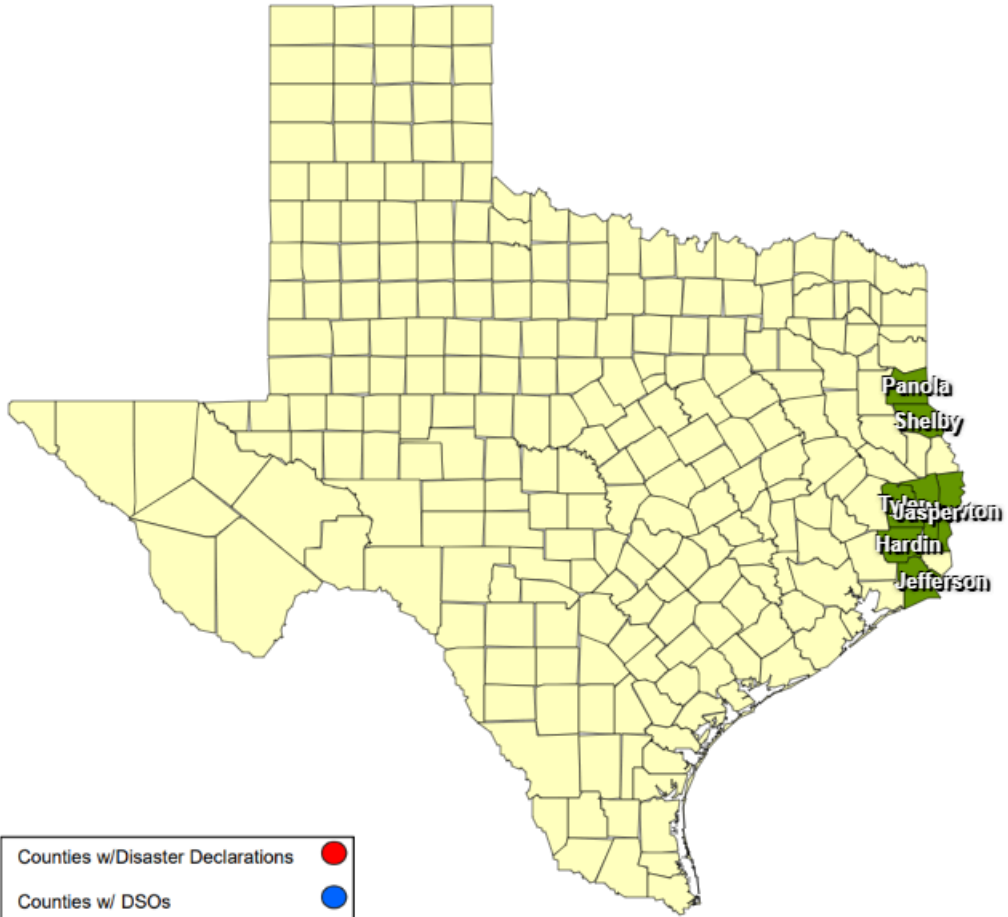 Panola
Shelby
Jasper
Hardin
Jefferson
Counties w/Disaster Declarations
Counties w/ DSOs